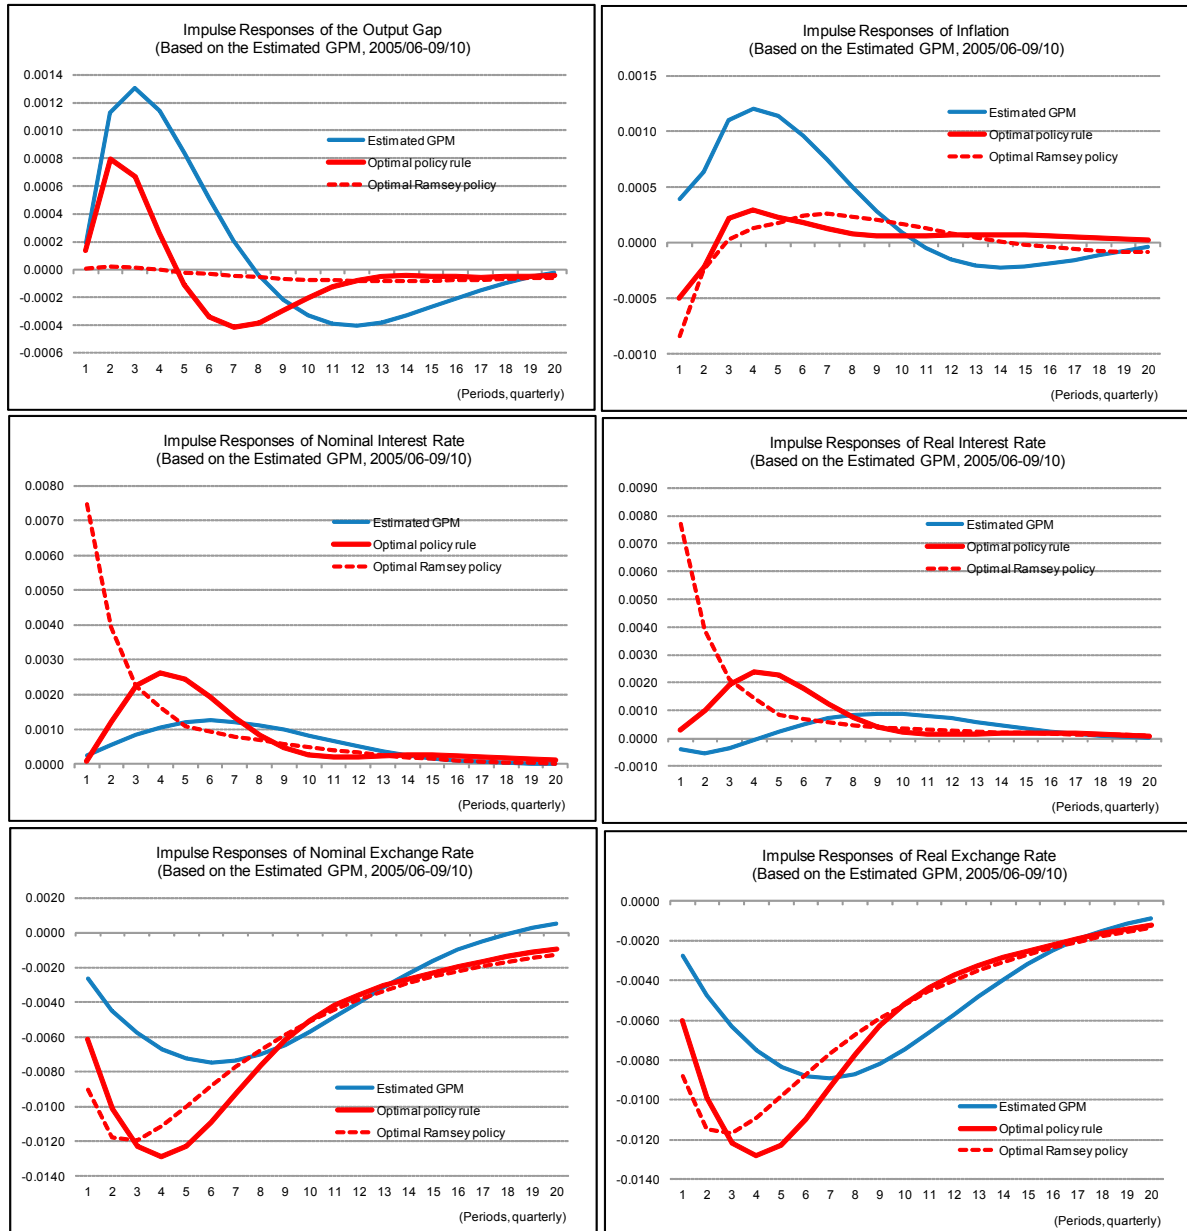 Impulse Responses of the Output Gap
(Based on the Estimated GPM, 2005/06-09/10)
0.0014
0.0012
0.0010
0.0008
0.0006
0.0004
0.0002
0.0000
-0.0002
-0.0004
-0.0006
Estimated GPM
Optimal policy rule
Optimal Ramsey policy
1 2 3 4 5 6 7 8 9 10 11 12 13 14 15 16 17 18 19 20
(Periods, quarterly)
Impulse Responses of Inflation
(Based on the Estimated GPM, 2005/06-09/10)
0.0015
0.0010
0.0005
0.0000
-0.0005
-0.0010
Estimated GPM
Optimal policy rule
Optimal Ramsey policy
1 2 3 4 5 6 7 8 9 10 11 12 13 14 15 16 17 18 19 20
(Periods, quarterly)
Impulse Responses of Nominal Interest Rate
(Based on the Estimated GPM, 2005/06-09/10)
0.0080
0.0070
0.0060
0.0050
0.0040
0.0030
0.0020
0.0010
0.0000
Estimated GPM
Optimal policy rule
Optimal Ramsey policy
1 2 3 4 5 6 7 8 9 10 11 12 13 14 15 16 17 18 19 20
(Periods, quarterly)
Impulse Responses of Real Interest Rate
(Based on the Estimated GPM, 2005/06-09/10)
0.0090
0.0080
0.0070
0.0060
0.0050
0.0040
0.0030
0.0020
0.0010
0.0000
-0.0010
Estimated GPM
Optimal policy rule
Optimal Ramsey policy
1 2 3 4 5 6 7 8 9 10 11 12 13 14 15 16 17 18 19 20
(Periods, quarterly)
Impulse Responses of Nominal Exchange Rate
(Based on the Estimated GPM, 2005/06-09/10)
0.0020
0.0000
-0.0020
-0.0040
-0.0060
-0.0080
-0.0100
-0.0120
-0.0140
Estimated GPM
Optimal policy rule
Optimal Ramsey policy
1 2 3 4 5 6 7 8 9 10 11 12 13 14 15 16 17 18 19 20
(Periods, quarterly)
Impulse Responses of Real Exchange Rate
(Based on the Estimated GPM, 2005/06-09/10)
0.0000
-0.0020
-0.0040
-0.0060
-0.0080
-0.0100
-0.0120
-0.0140
Estimated GPM
Optimal policy rule
Optimal Ramsey policy
1 2 3 4 5 6 7 8 9 10 11 12 13 14 15 16 17 18 19 20
(Periods, quarterly)